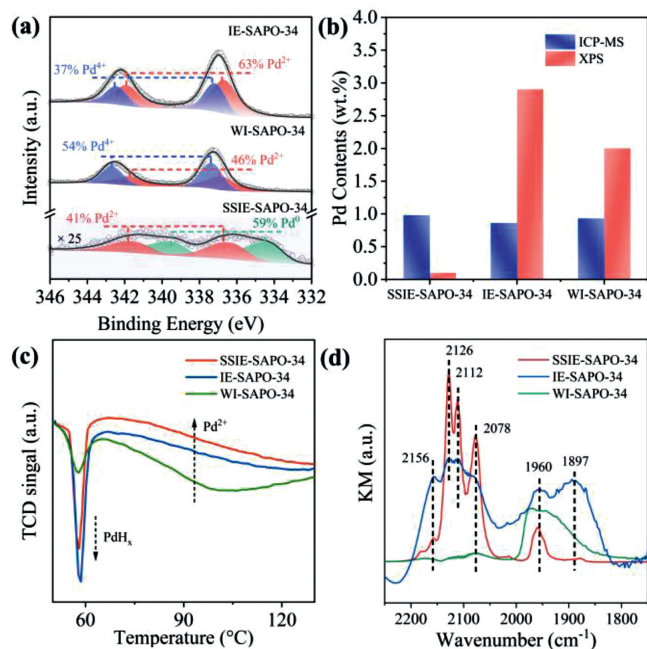 (a)
IE-SAPO-34
37% Pd4+
63% Pd2+
WI-SAPO-34
54% Pd4+
46% Pd2+
SSIE-SAPO-34
41% Pd2+
59% Pd0
× 25
Intensity (a.u.)
346 344 342 340 338 336 334 332
Binding Energy (eV)
(b)
ICP-MS
XPS
Pd Contents (wt.%)
4.0
3.5
3.0
2.5
2.0
1.5
1.0
0.5
0.0
SSIE-SAPO-34 IE-SAPO-34 WI-SAPO-34
(c)
SSIE-SAPO-34
IE-SAPO-34
WI-SAPO-34
Pd2+
PdHx
TCD singal (a.u.)
60 90 120
Temperature (°C)
(d)
2126
2112
2078
2156
1960
1897
SSIE-SAPO-34
IE-SAPO-34
WI-SAPO-34
KM (a.u.)
2200 2100 2000 1900 1800
Wavenumber (cm-1)